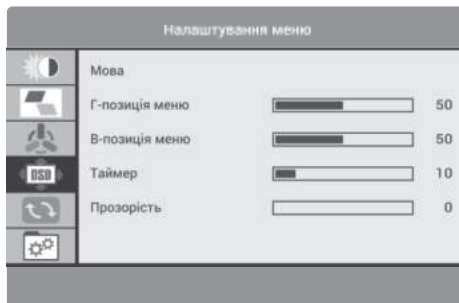 Налаштування меню
Мова
Г-позиція меню 50
В-позиція меню 50
OSD Таймер 10
Прозорість 0